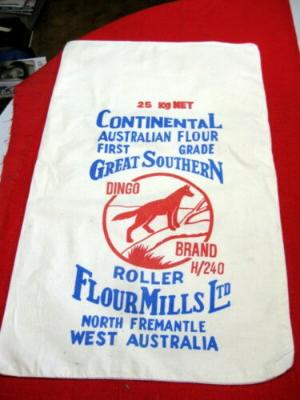 25 Kg NET
CONTINENTAL
AUSTRALIAN FLOUR
FIRST GRADE
GREAT SOUTHERN
DINGO
BRAND
H/240
ROLLER
FLOUR MILLS LTD
NORTH FREMANTLE
WEST AUSTRALIA